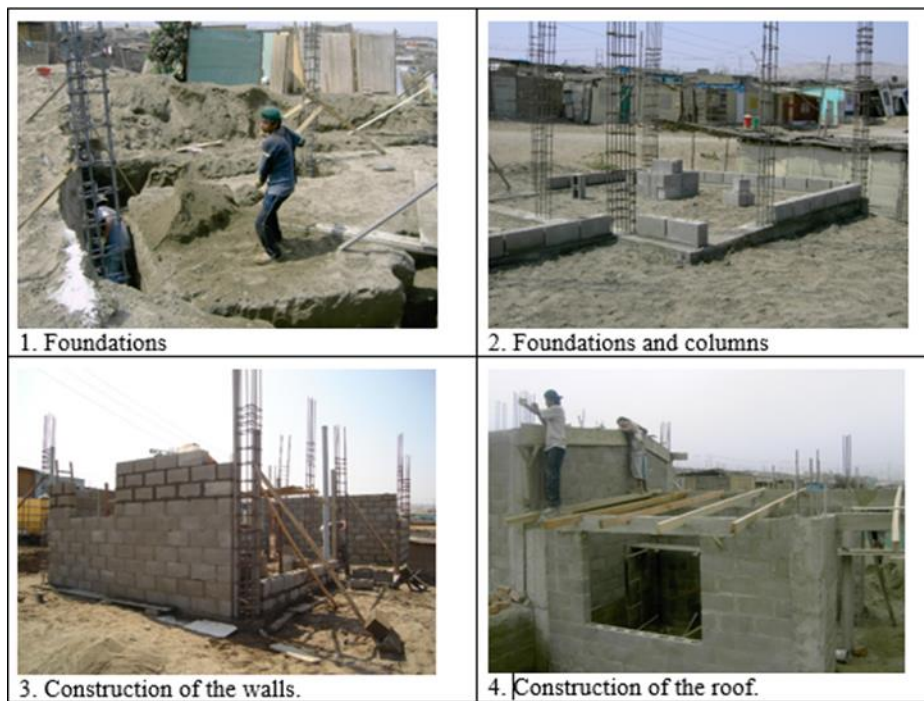 1. Foundations
2. Foundations and columns
3. Construction of the walls.
4. Construction of the roof.